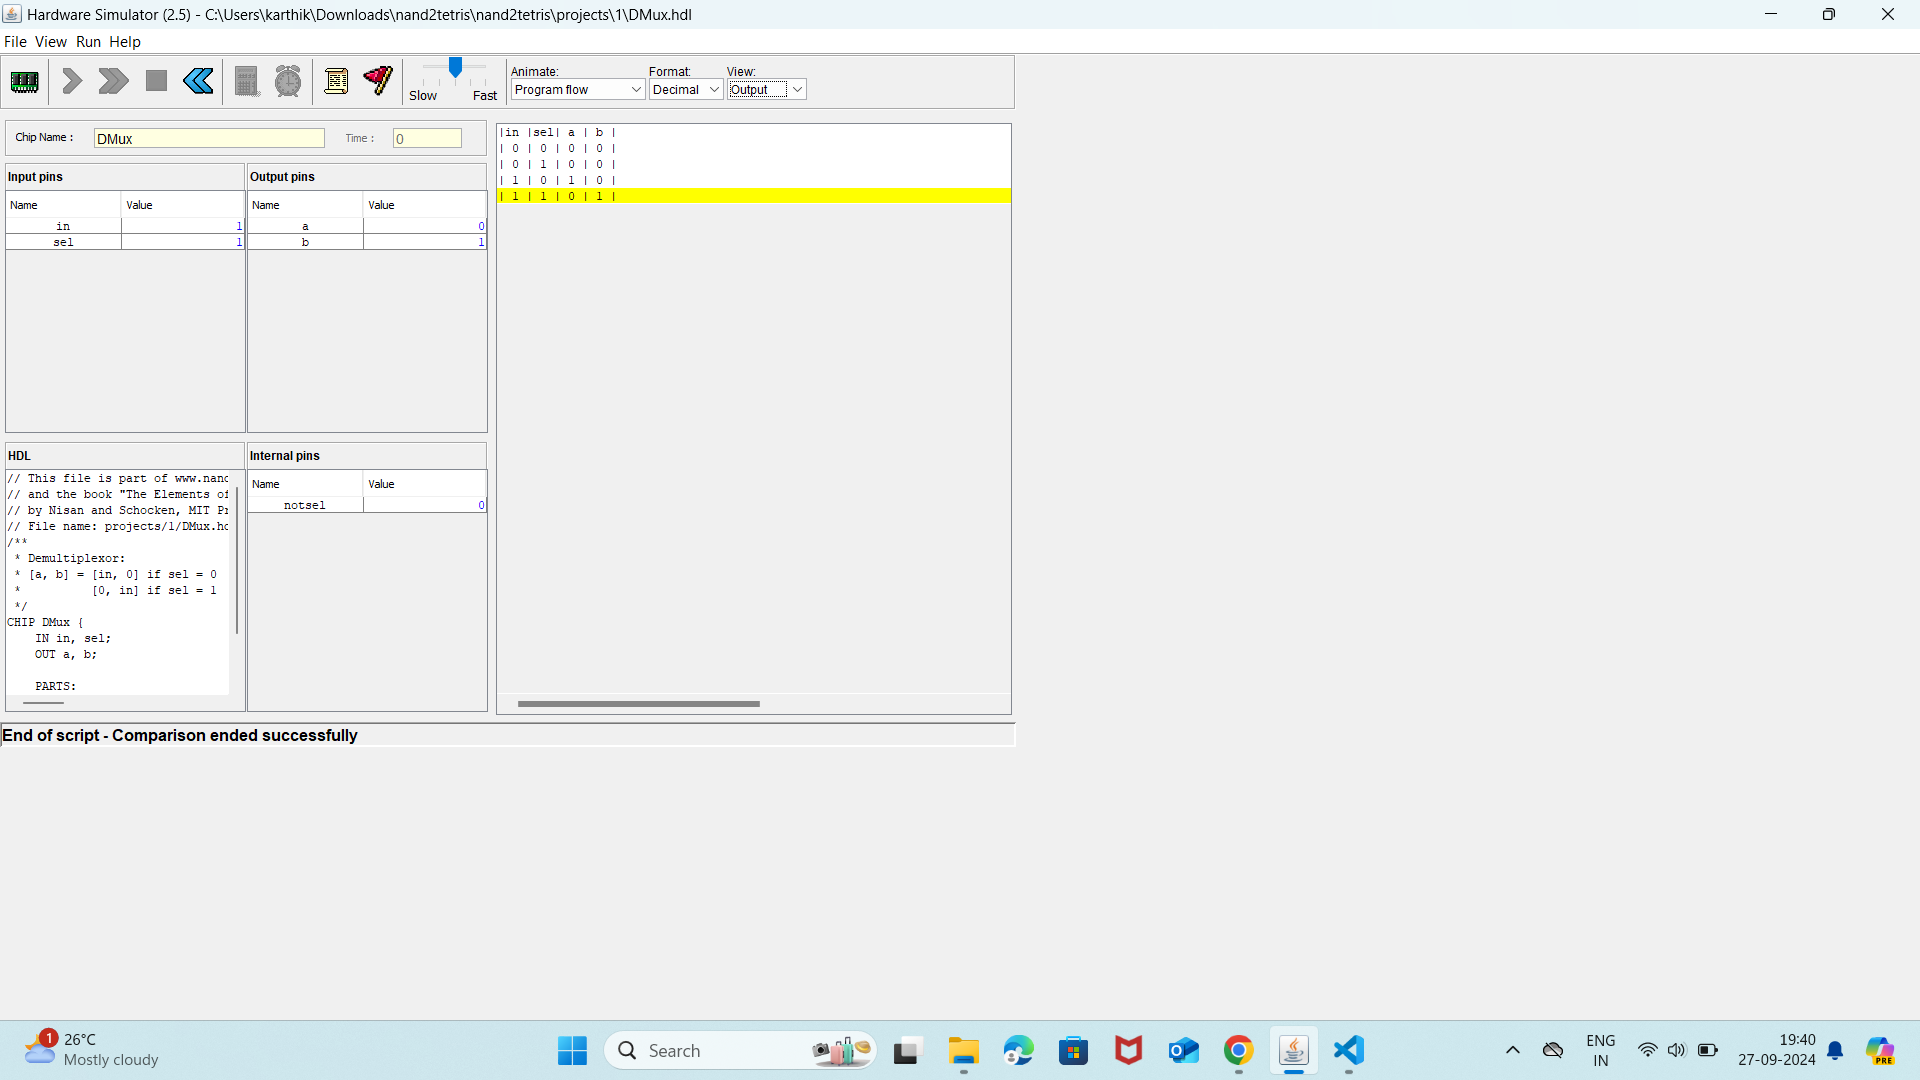 Hardware Simulator (2.5) - C:\Users\karthik\Downloads\nand2tetris\nand2tetris\projects\1\DMux.hdl
File View Run Help
Slow Fast
Animate: Format: View:
Program flow Decimal Output
Chip Name : DMux Time : 0
Input pins
Name Value
in 1
sel 1
Output pins
Name Value
a 0
b 1
|in |sel| a | b |
| 0 | 0 | 0 | 0 |
| 0 | 1 | 0 | 0 |
| 1 | 0 | 1 | 0 |
| 1 | 1 | 0 | 1 |
HDL
// This file is part of www.nand
// and the book "The Elements of
// by Nisan and Schocken, MIT Pr
// File name: projects/1/DMux.hd
/**
* Demultiplexor:
* [a, b] = [in, 0] if sel = 0
* [0, in] if sel = 1
*/
CHIP DMux {
IN in, sel;
OUT a, b;
PARTS:
Internal pins
Name Value
notsel 0
End of script - Comparison ended successfully
1
26°C
Mostly cloudy
Search
ENG
IN
19:40
27-09-2024
PRE